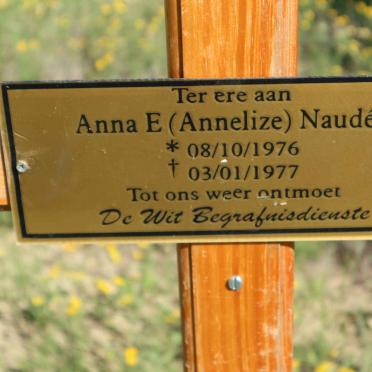 Ter ere aan
Anna E (Annelize) Naudé
* 08/10/1976
† 03/01/1977
Tot ons weer ontmoet
De Wit Begrafnisdienste